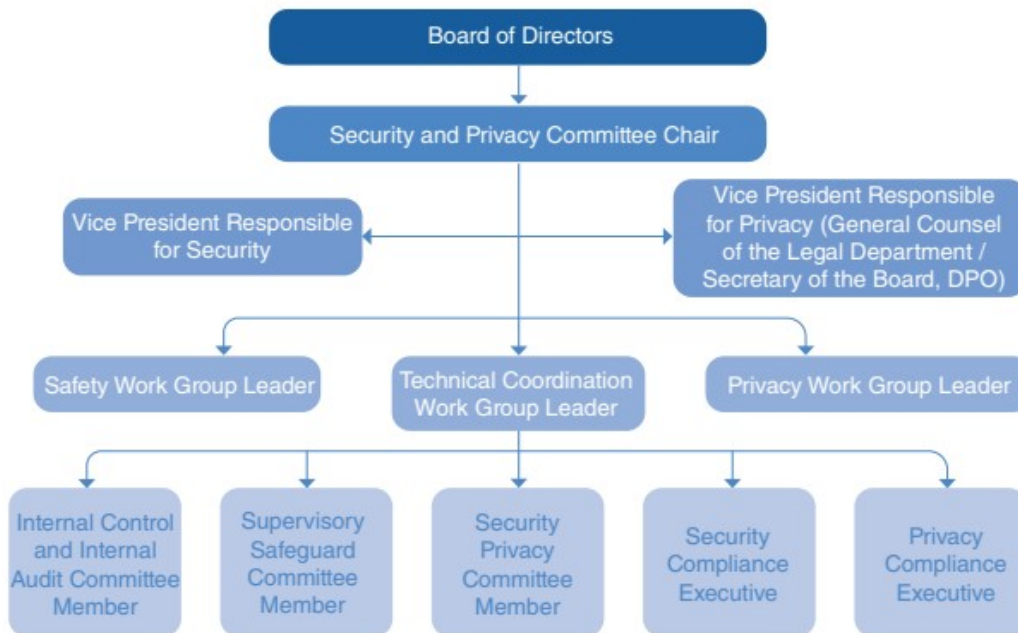 Board of Directors
Security and Privacy Committee Chair
Vice President Responsible
for Security
Vice President Responsible
for Privacy (General Counsel
of the Legal Department /
Secretary of the Board, DPO)
Safety Work Group Leader
Technical Coordination
Work Group Leader
Privacy Work Group Leader
Internal Control
and Internal
Audit Committee
Member
Supervisory
Safeguard
Committee
Member
Security
Privacy
Committee
Member
Security
Compliance
Executive
Privacy
Compliance
Executive